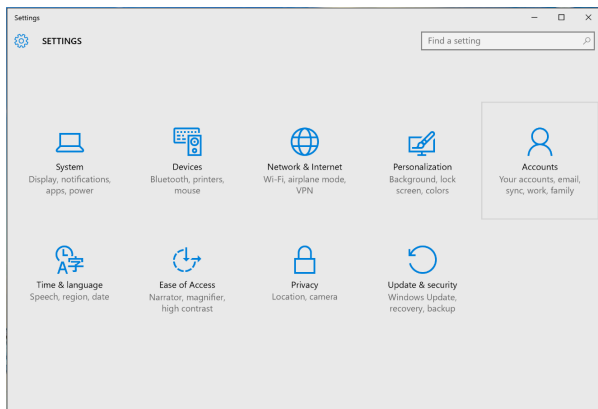 Settings
SETTINGS
Find a setting
System
Display, notifications,
apps, power
Devices
Bluetooth, printers,
mouse
Network & Internet
Wi-Fi, airplane mode,
VPN
Personalization
Background, lock
screen, colors
Accounts
Your accounts, email,
sync, work, family
A字
Time & language
Speech, region, date
Ease of Access
Narrator, magnifier,
high contrast
Privacy
Location, camera
Update & security
Windows Update,
recovery, backup